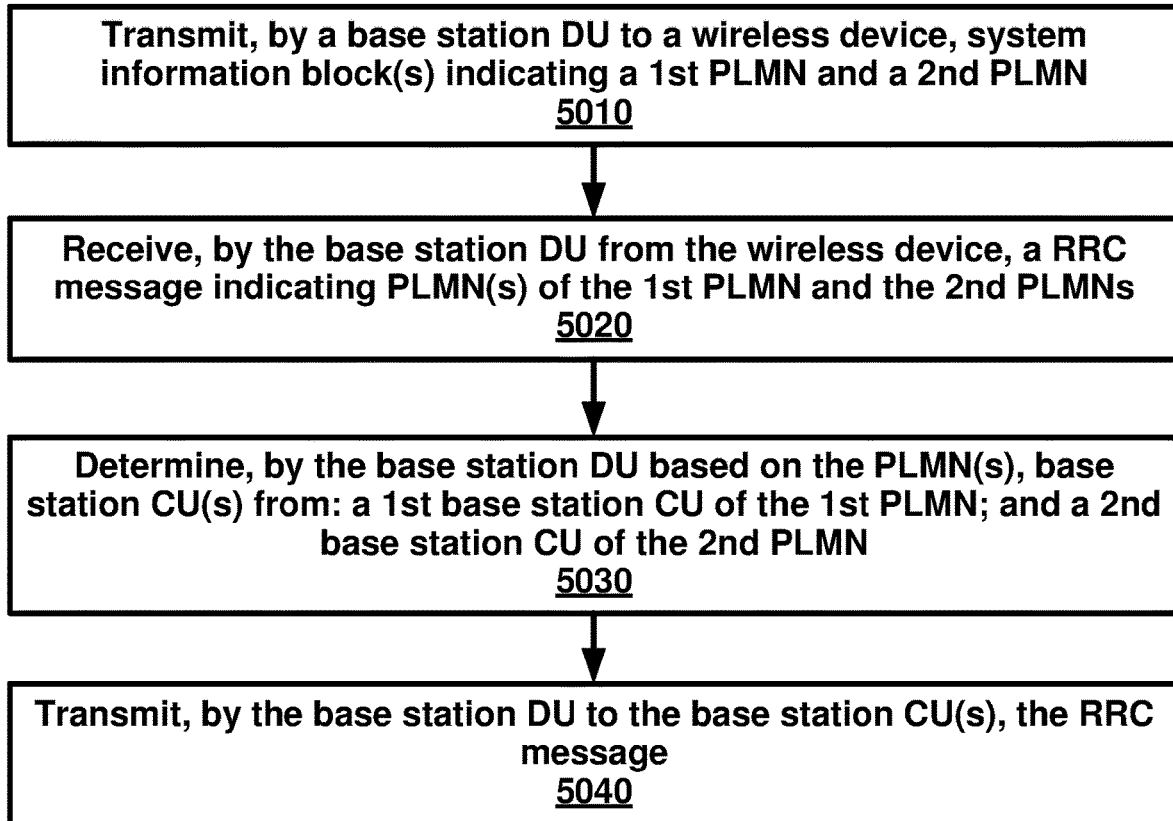 Transmit, by a base station DU to a wireless device, system
information block(s) indicating a 1st PLMN and a 2nd PLMN
5010
Receive, by the base station DU from the wireless device, a RRC
message indicating PLMN(s) of the 1st PLMN and the 2nd PLMNs
5020
Determine, by the base station DU based on the PLMN(s), base
station CU(s) from: a 1st base station CU of the 1st PLMN; and a 2nd
base station CU of the 2nd PLMN
5030
Transmit, by the base station DU to the base station CU(s), the RRC
message
5040